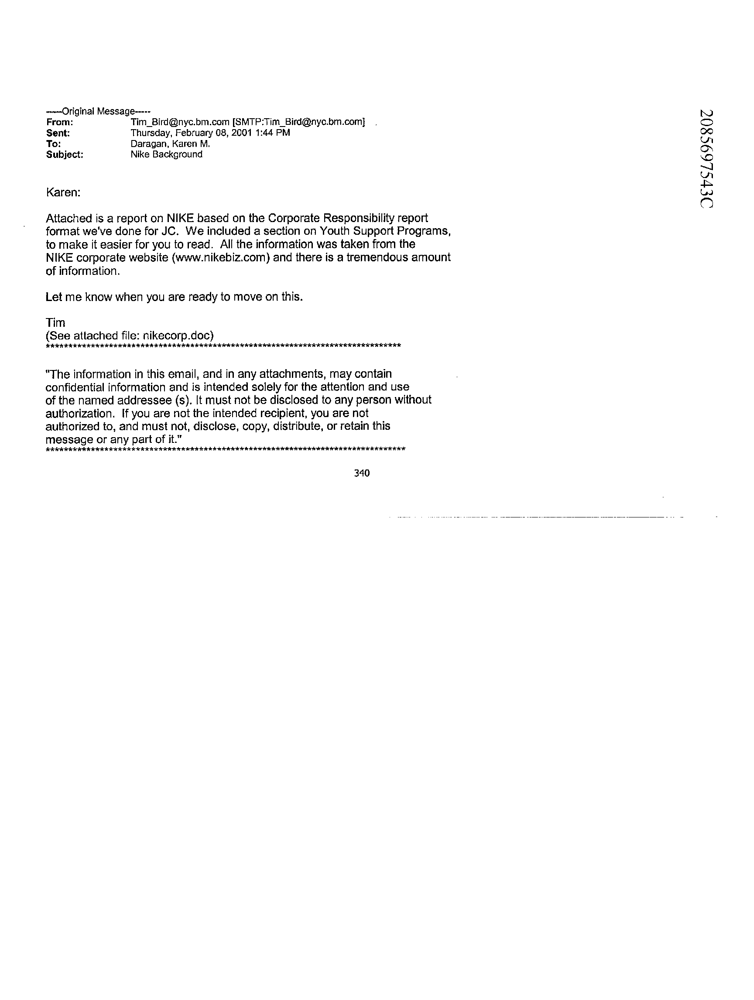 -----Original Message-----
From: Tim_Bird@nyc.bm.com [SMTP:Tim_Bird@nyc.bm.com]
Sent: Thursday, February 08, 2001 1:44 PM
To: Daragan, Karen M.
Subject: Nike Background
Karen:
Attached is a report on NIKE based on the Corporate Responsibility report
format we've done for JC.  We included a section on Youth Support Programs,
to make it easier for you to read.  All the information was taken from the
NIKE corporate website (www.nikebiz.com) and there is a tremendous amount
of information.
Let me know when you are ready to move on this.
Tim
(See attached file: nikecorp.doc)
*******************************************************************************
"The information in this email, and in any attachments, may contain
confidential information and is intended solely for the attention and use
of the named addressee (s). It must not be disclosed to any person without
authorization.  If you are not the intended recipient, you are not
authorized to, and must not, disclose, copy, distribute, or retain this
message or any part of it."
********************************************************************************
340
2085697543C